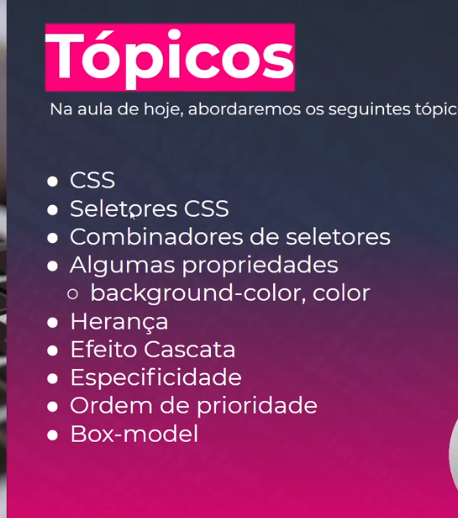 Tópicos
Na aula de hoje, abordaremos os seguintes
● CSS
● Seletores CSS
● Combinadores de seletores
● Algumas propriedades
○ background-color, color
● Herança
● Efeito Cascata
● Especificidade
● Ordem de prioridade
● Box-model